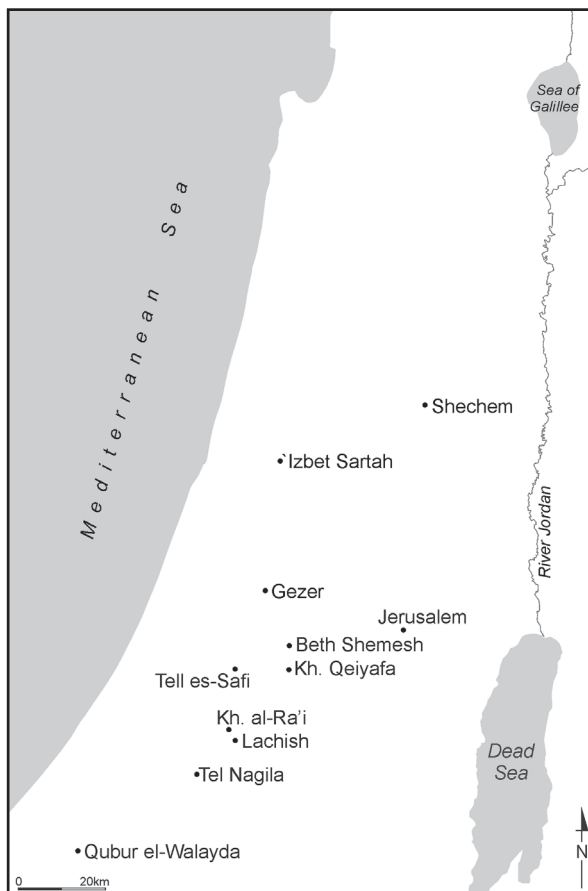 Sea of
Galillee
Mediterranean Sea
Shechem
`Izbet Sartah
River Jordan
Gezer
Jerusalem
Beth Shemesh
Tell es-Safi
Kh. Qeiyafa
Kh. al-Ra'i
Lachish
Dead
Sea
Tel Nagila
Qubur el-Walayda
N
0 20km